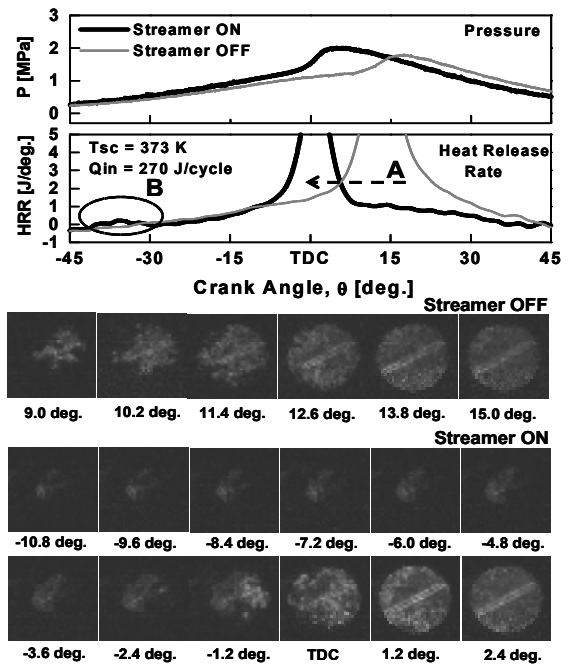 Streamer ON
Pressure
Streamer OFF
P [MPa]
3
2
1
0
Tsc = 373 K
Heat Release
Qin = 270 J/cycle
Rate
A
B
HRR [J/deg.]
5
4
3
2
1
0
-1
-45 -30 -15 TDC 15 30 45
Crank Angle, θ [deg.]
Streamer OFF
9.0 deg. 10.2 deg. 11.4 deg. 12.6 deg. 13.8 deg. 15.0 deg.
Streamer ON
-10.8 deg. -9.6 deg. -8.4 deg. -7.2 deg. -6.0 deg. -4.8 deg.
-3.6 deg. -2.4 deg. -1.2 deg. TDC 1.2 deg. 2.4 deg.